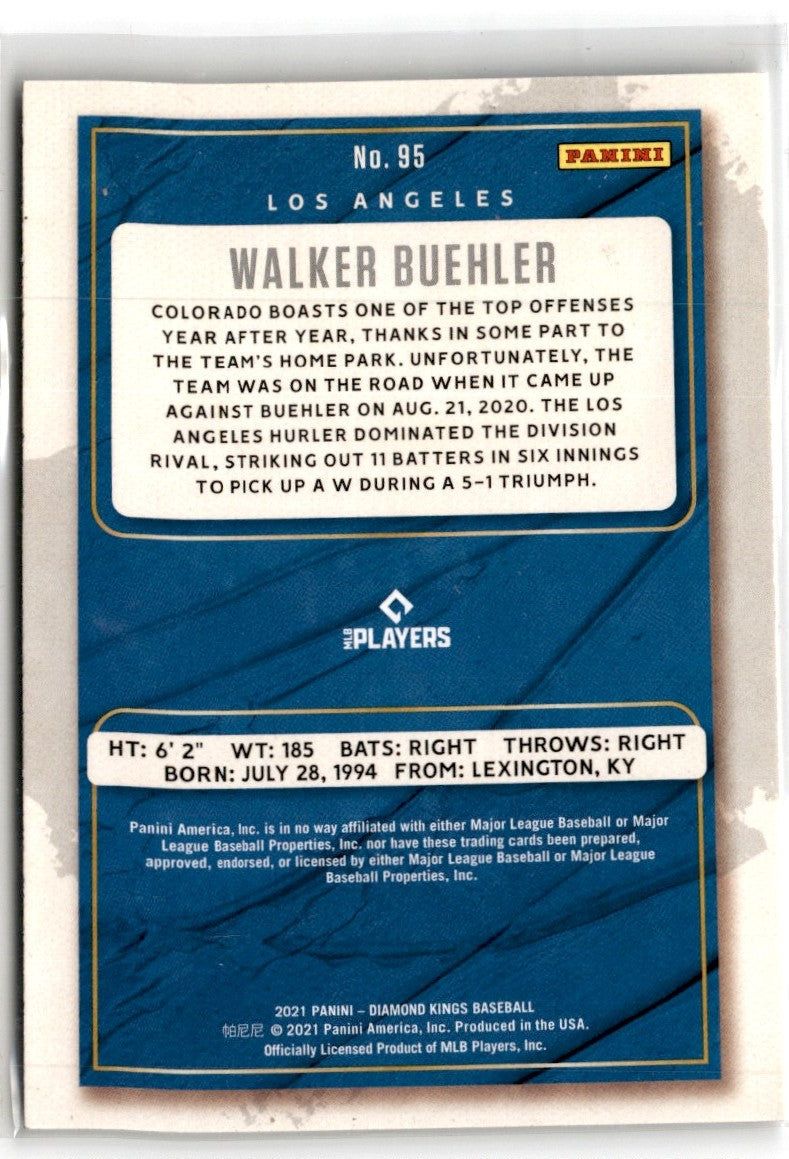 No. 95
PANINI
LOS ANGELES
WALKER BUEHLER
COLORADO BOASTS ONE OF THE TOP OFFENSES
YEAR AFTER YEAR, THANKS IN SOME PART TO
THE TEAM'S HOME PARK. UNFORTUNATELY, THE
TEAM WAS ON THE ROAD WHEN IT CAME UP
AGAINST BUEHLER ON AUG. 21, 2020. THE LOS
ANGELES HURLER DOMINATED THE DIVISION
RIVAL, STRIKING OUT 11 BATTERS IN SIX INNINGS
TO PICK UP A W DURING A 5-1 TRIUMPH.
MLB PLAYERS
HT: 6' 2" WT: 185 BATS: RIGHT THROWS: RIGHT
BORN: JULY 28, 1994 FROM: LEXINGTON, KY
Panini America, Inc. is in no way affiliated with either Major League Baseball or Major
League Baseball Properties, Inc. nor have these trading cards been prepared,
approved, endorsed, or licensed by either Major League Baseball or Major League
Baseball Properties, Inc.
2021 PANINI – DIAMOND KINGS BASEBALL
帕尼尼 © 2021 Panini America, Inc. Produced in the USA.
Officially Licensed Product of MLB Players, Inc.